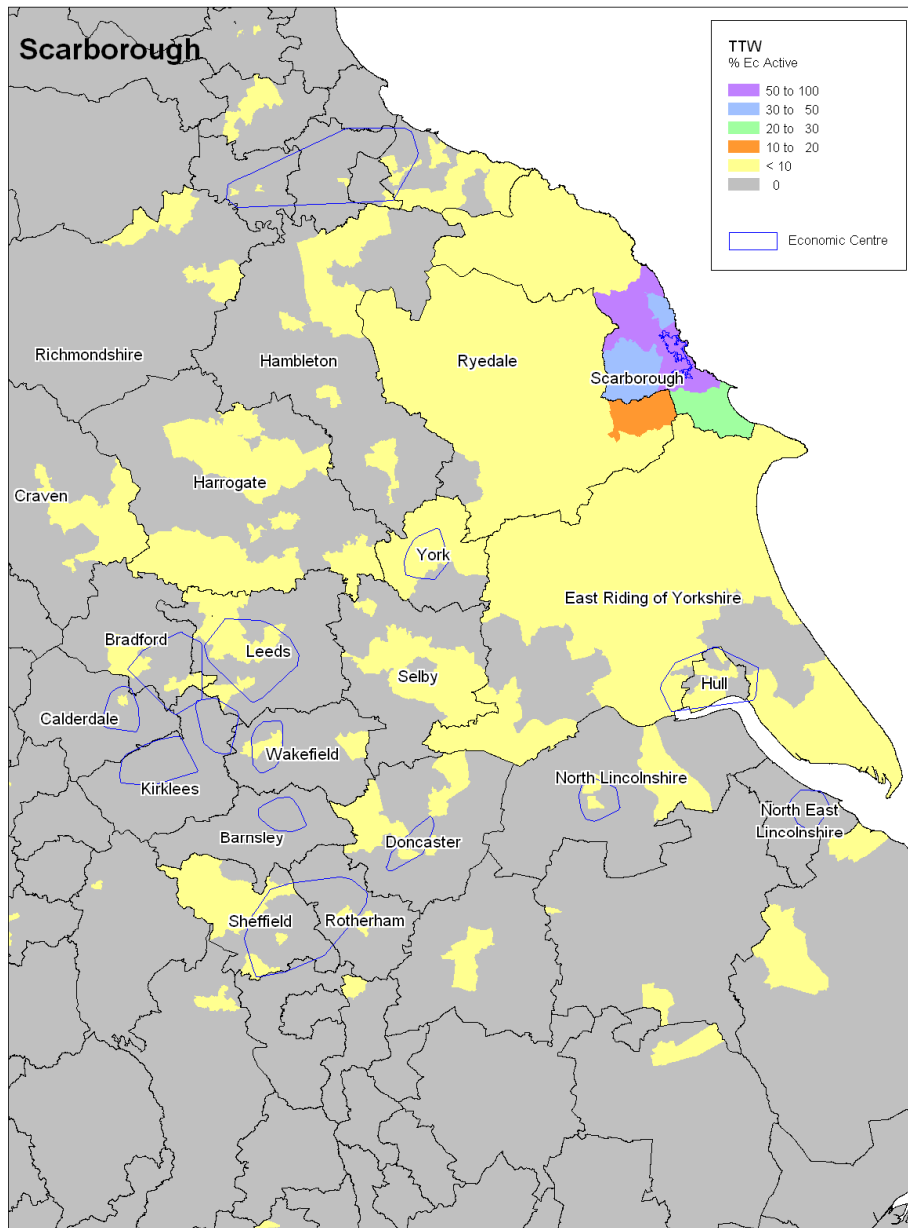 Scarborough
TTW
% Ec Active
50 to 100
30 to 50
20 to 30
10 to 20
< 10
0
Economic Centre
Richmondshire
Hambleton
Ryedale
Scarborough
Craven
Harrogate
York
East Riding of Yorkshire
Bradford
Leeds
Selby
Hull
Calderdale
Wakefield
Kirklees
North Lincolnshire
Barnsley
Doncaster
North East
Lincolnshire
Sheffield
Rotherham